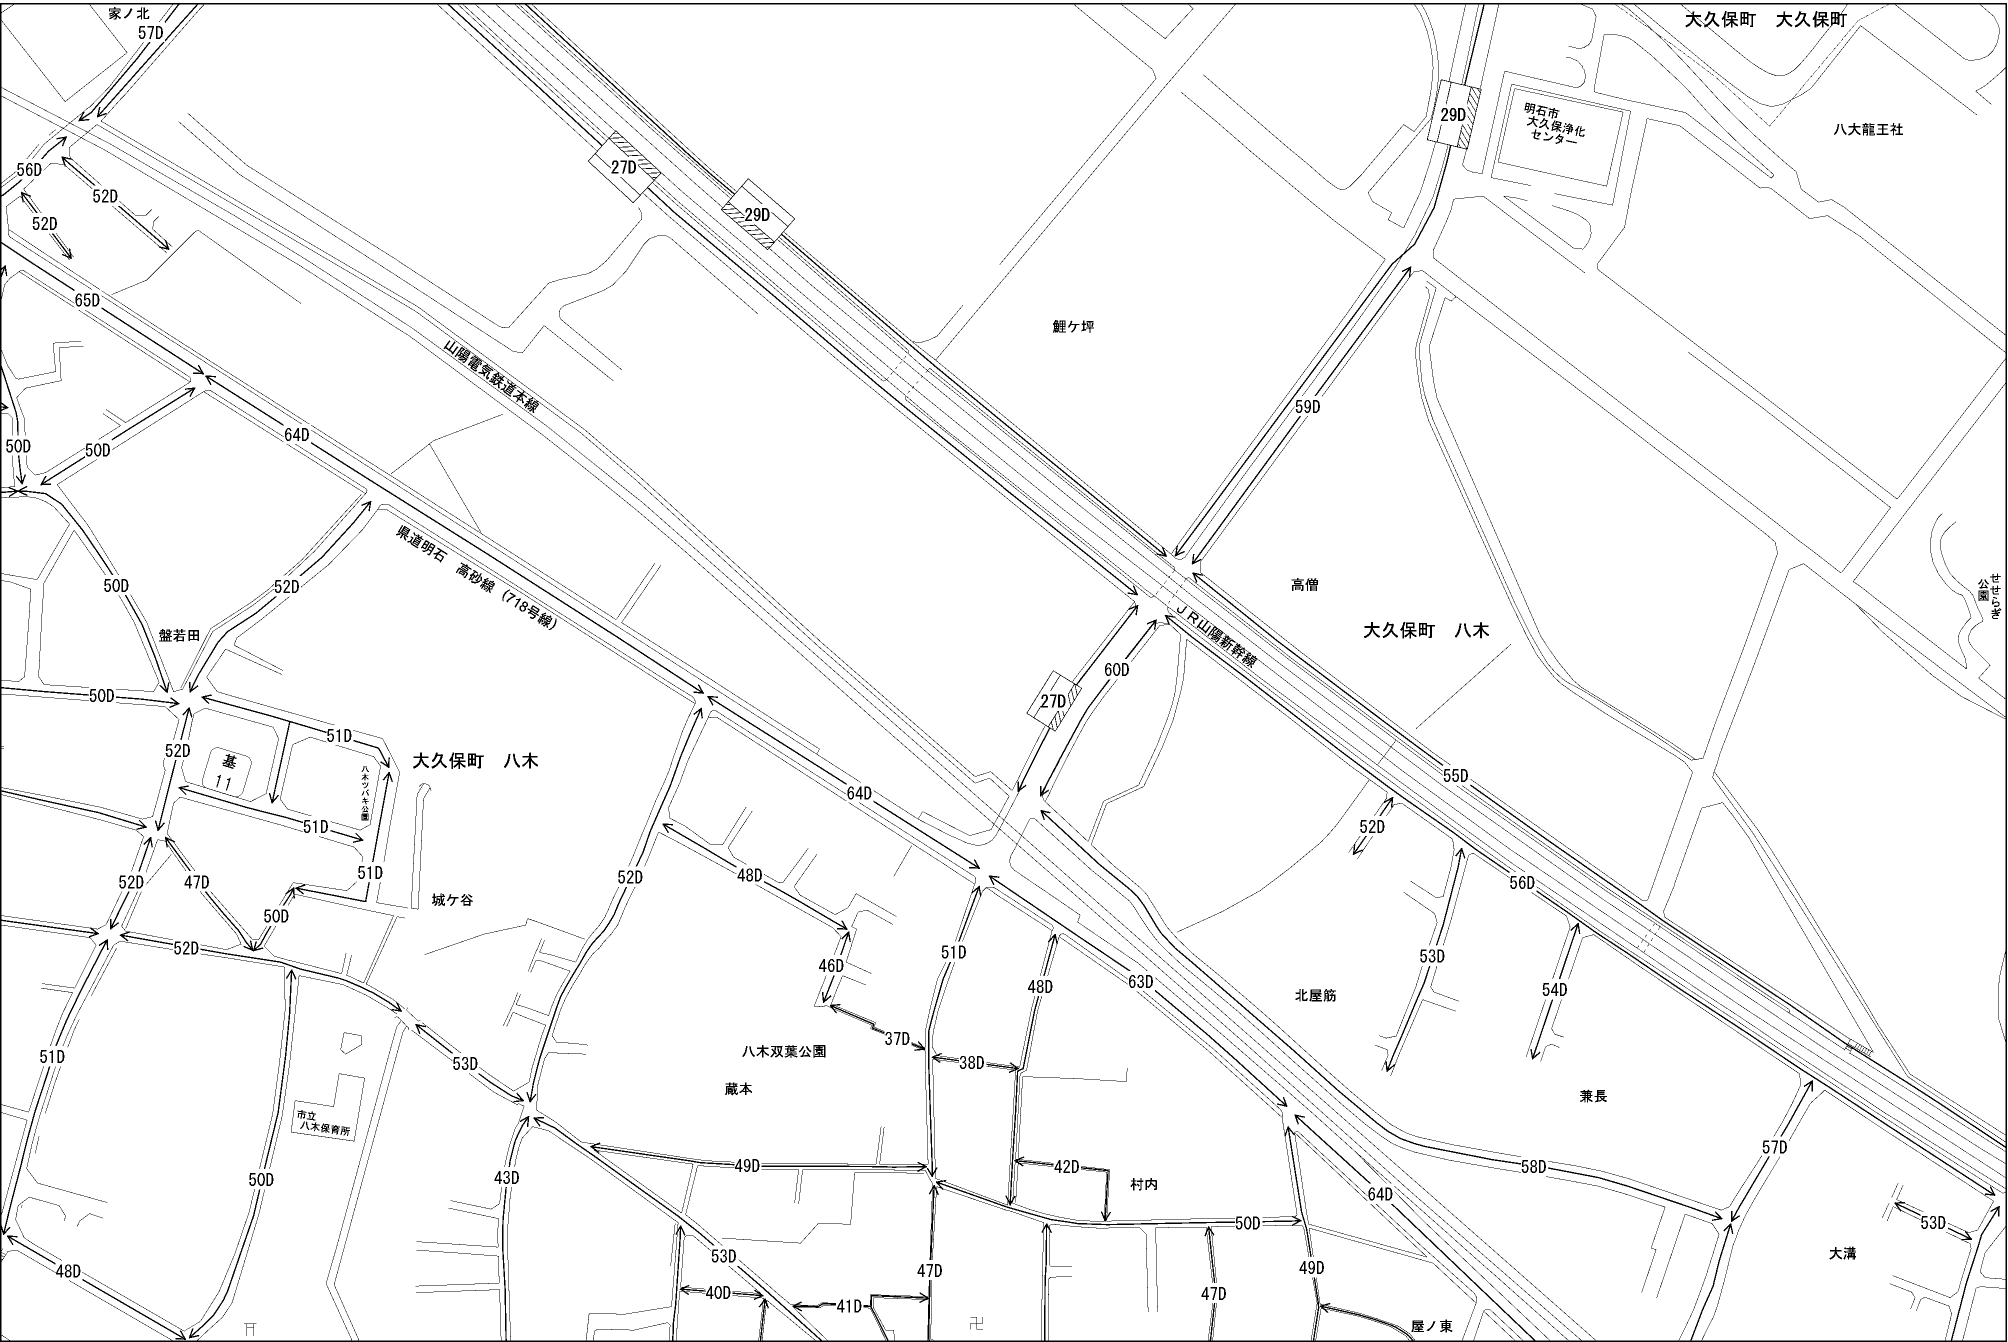 家ノ北
57D
大久保町　大久保町
29D
明石市
大久保浄化
センター
八大龍王社
56D
52D
52D
27D
29D
65D
鯉ケ坪
山陽電気鉄道本線
59D
64D
50D
50D
県道明石　高砂線（718号線）
50D
52D
高僧
せせらぎ
公園
盤若田
大久保町　八木
ＪＲ山陽新幹線
60D
27D
50D
51D
52D
基
11
大久保町　八木
八木ツバキ公園
55D
64D
51D
52D
52D
47D
51D
52D
48D
56D
城ケ谷
50D
52D
51D
53D
46D
48D
63D
54D
北屋筋
37D
八木双葉公園
51D
53D
38D
蔵本
兼長
市立
八木保育所
57D
49D
42D
58D
43D
50D
村内
64D
50D
53D
大溝
53D
48D
47D
49D
40D
41D
47D
屋ノ東